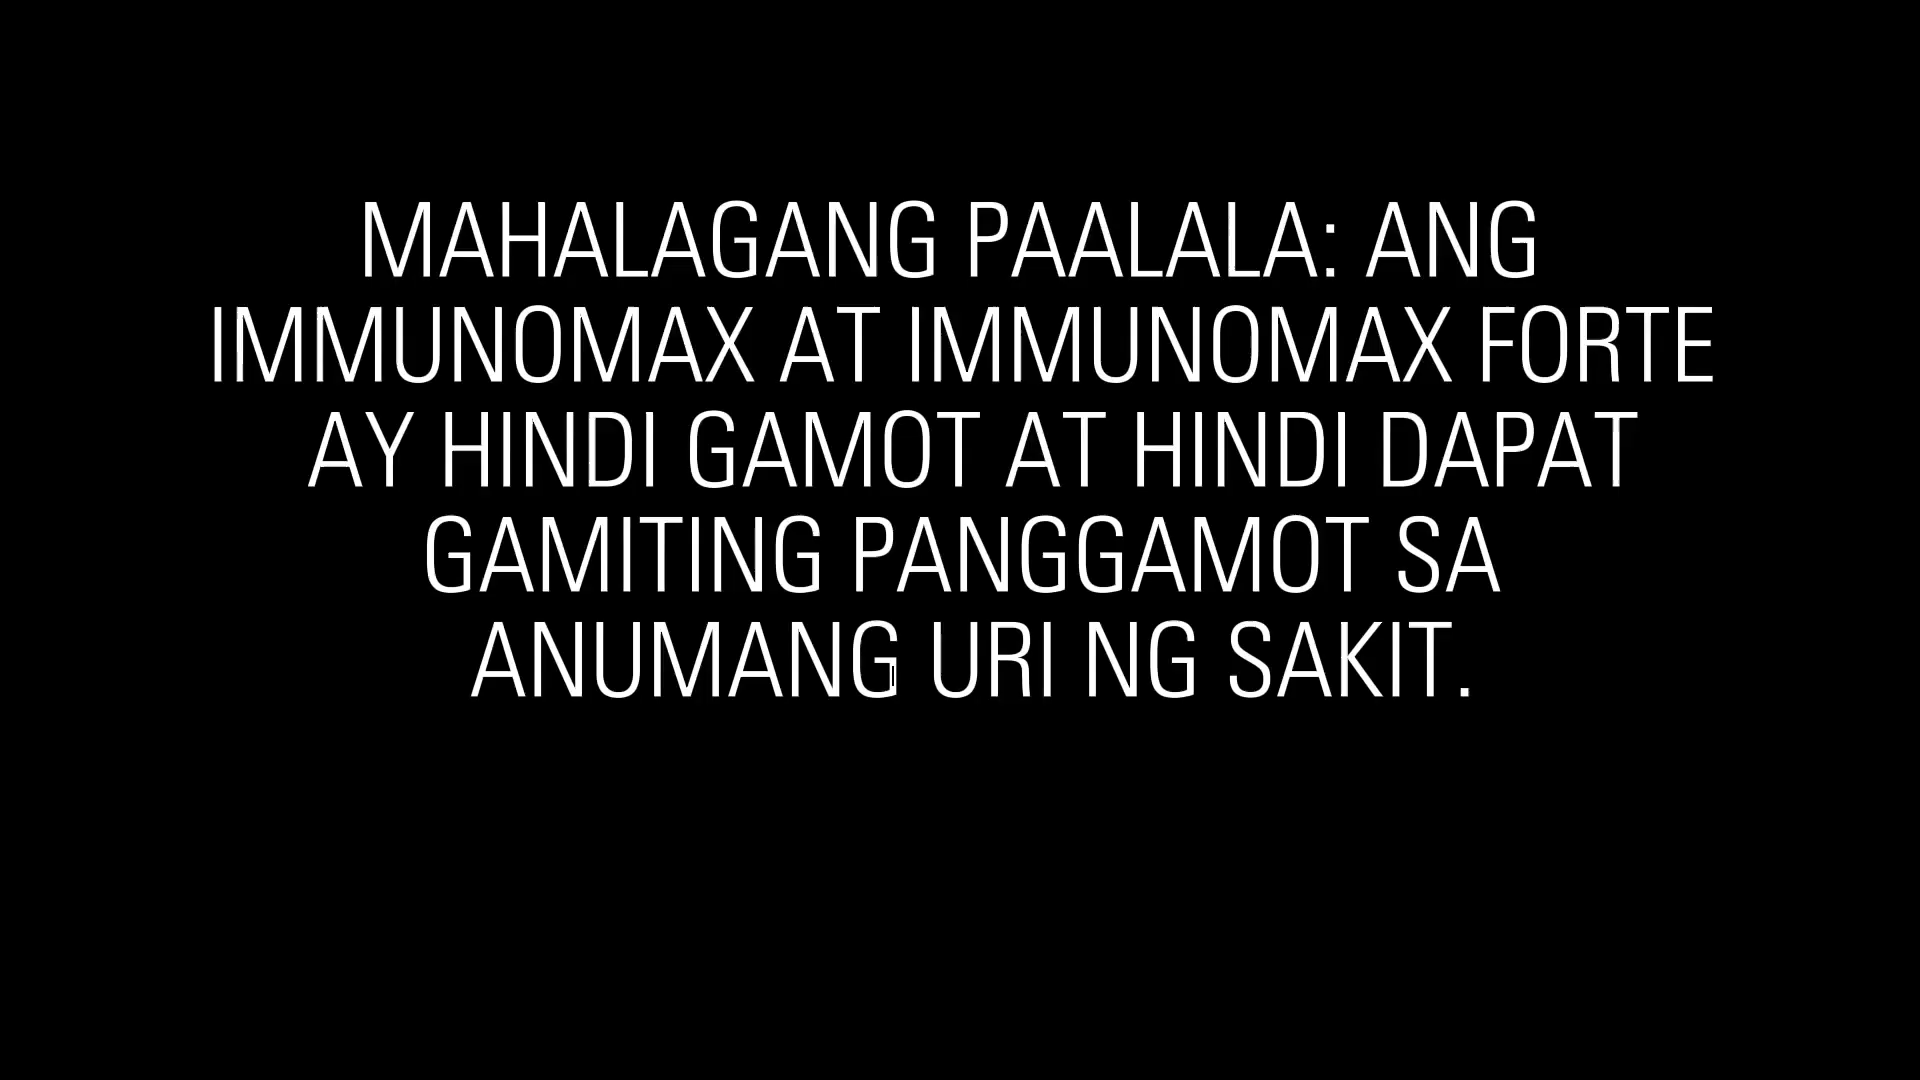 MAHALAGANG PAALALA: ANG
IMMUNOMAX AT IMMUNOMAX FORTE
AY HINDI GAMOT AT HINDI DAPAT
GAMITING PANGGAMOT SA
ANUMANG URI NG SAKIT.